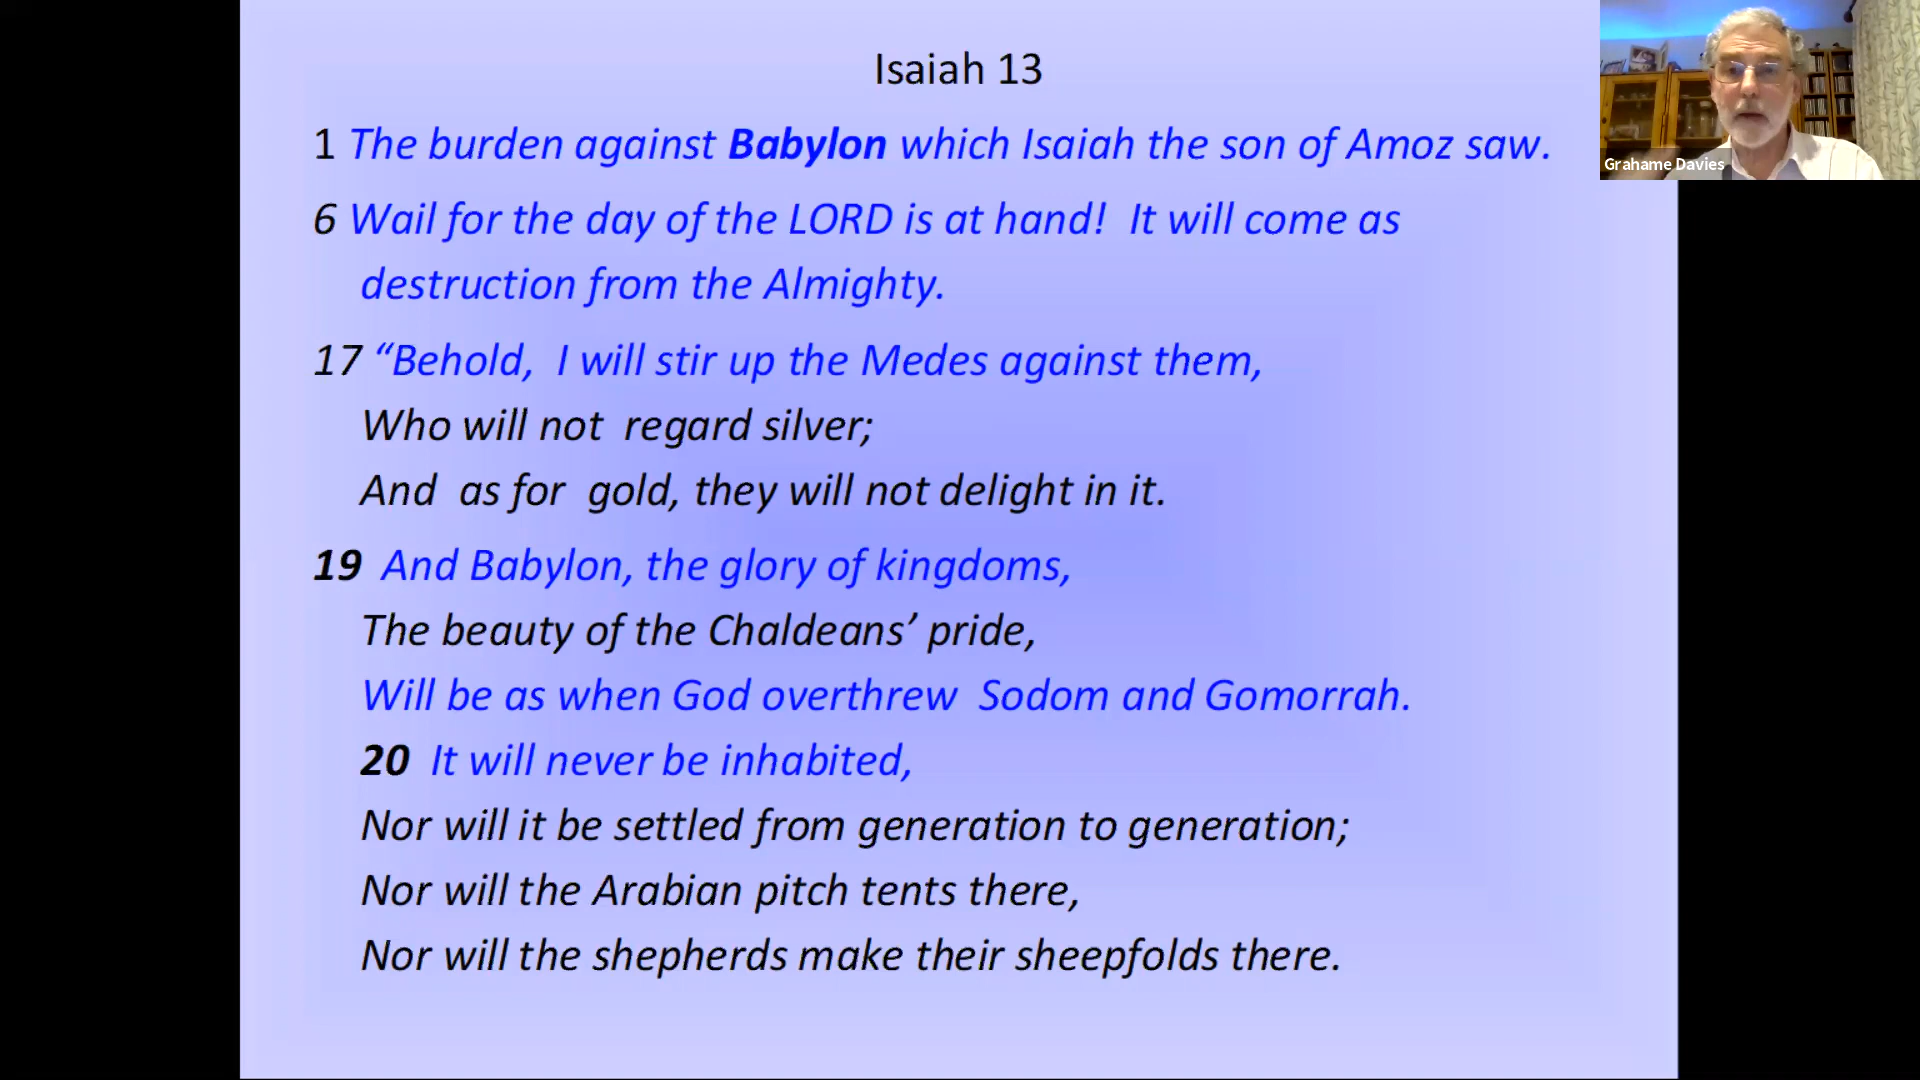 Isaiah 13
1 The burden against Babylon which Isaiah the son of Amoz saw.
6 Wail for the day of the LORD is at hand!  It will come as
destruction from the Almighty.
17 “Behold,  I will stir up the Medes against them,
Who will not  regard silver;
And  as for  gold, they will not delight in it.
19  And Babylon, the glory of kingdoms,
The beauty of the Chaldeans’ pride,
Will be as when God overthrew  Sodom and Gomorrah.
20  It will never be inhabited,
Nor will it be settled from generation to generation;
Nor will the Arabian pitch tents there,
Nor will the shepherds make their sheepfolds there.
Grahame Davies